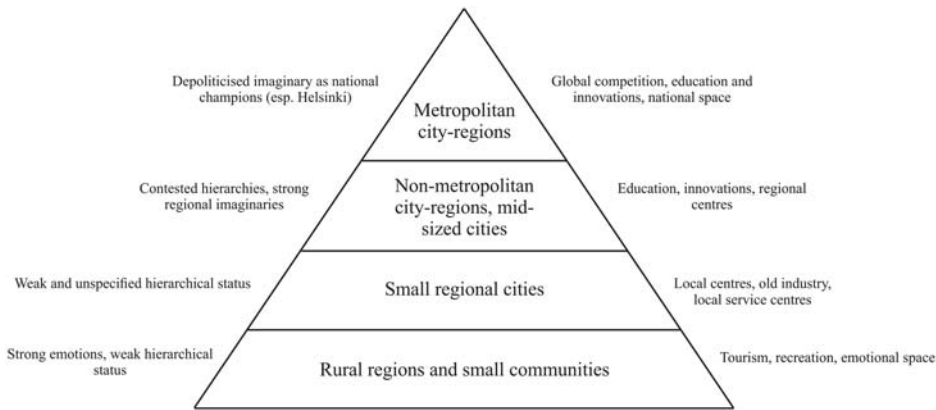 Depoliticised imaginary as national
champions (esp. Helsinki)
Metropolitan
city-regions
Global competition, education and
innovations, national space
Contested hierarchies, strong
regional imaginaries
Non-metropolitan
city-regions, mid-
sized cities
Education, innovations, regional
centres
Weak and unspecified hierarchical status
Small regional cities
Local centres, old industry,
local service centres
Strong emotions, weak hierarchical
status
Rural regions and small communities
Tourism, recreation, emotional space